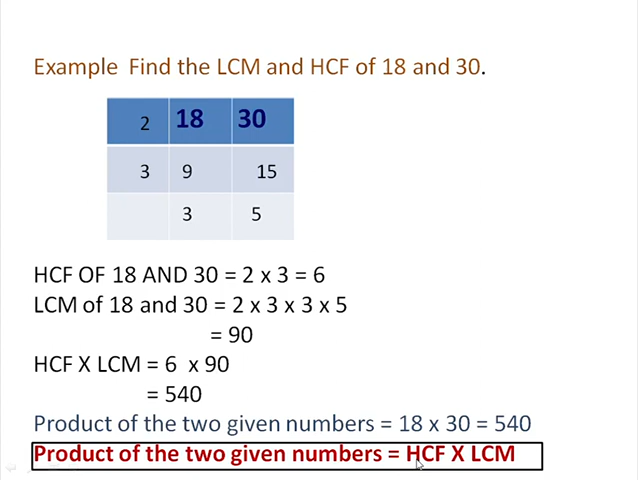 Example Find the LCM and HCF of 18 and 30.
2 18 30
3 9 15
3 5
HCF OF 18 AND 30 = 2 x 3 = 6
LCM of 18 and 30 = 2 x 3 x 3 x 5
= 90
HCF X LCM = 6 x 90
= 540
Product of the two given numbers = 18 x 30 = 540
Product of the two given numbers = HCF X LCM